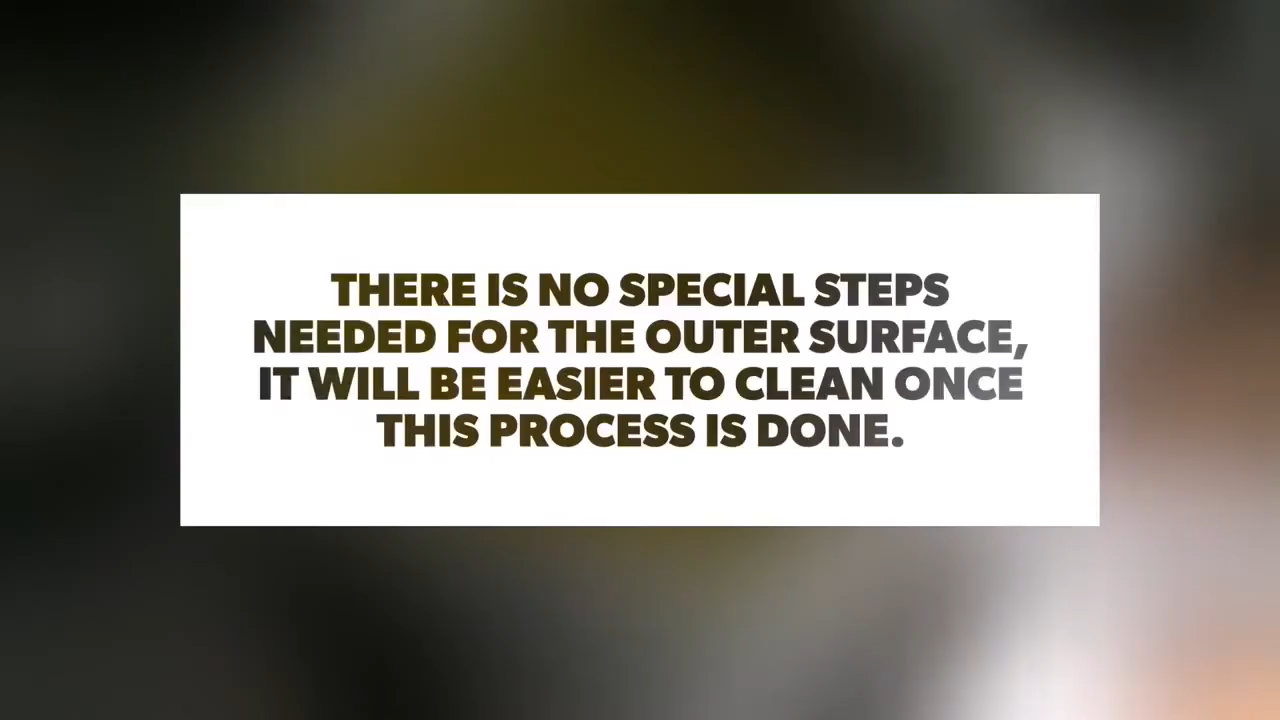 THERE IS NO SPECIAL STEPS
NEEDED FOR THE OUTER SURFACE,
IT WILL BE EASIER TO CLEAN ONCE
THIS PROCESS IS DONE.